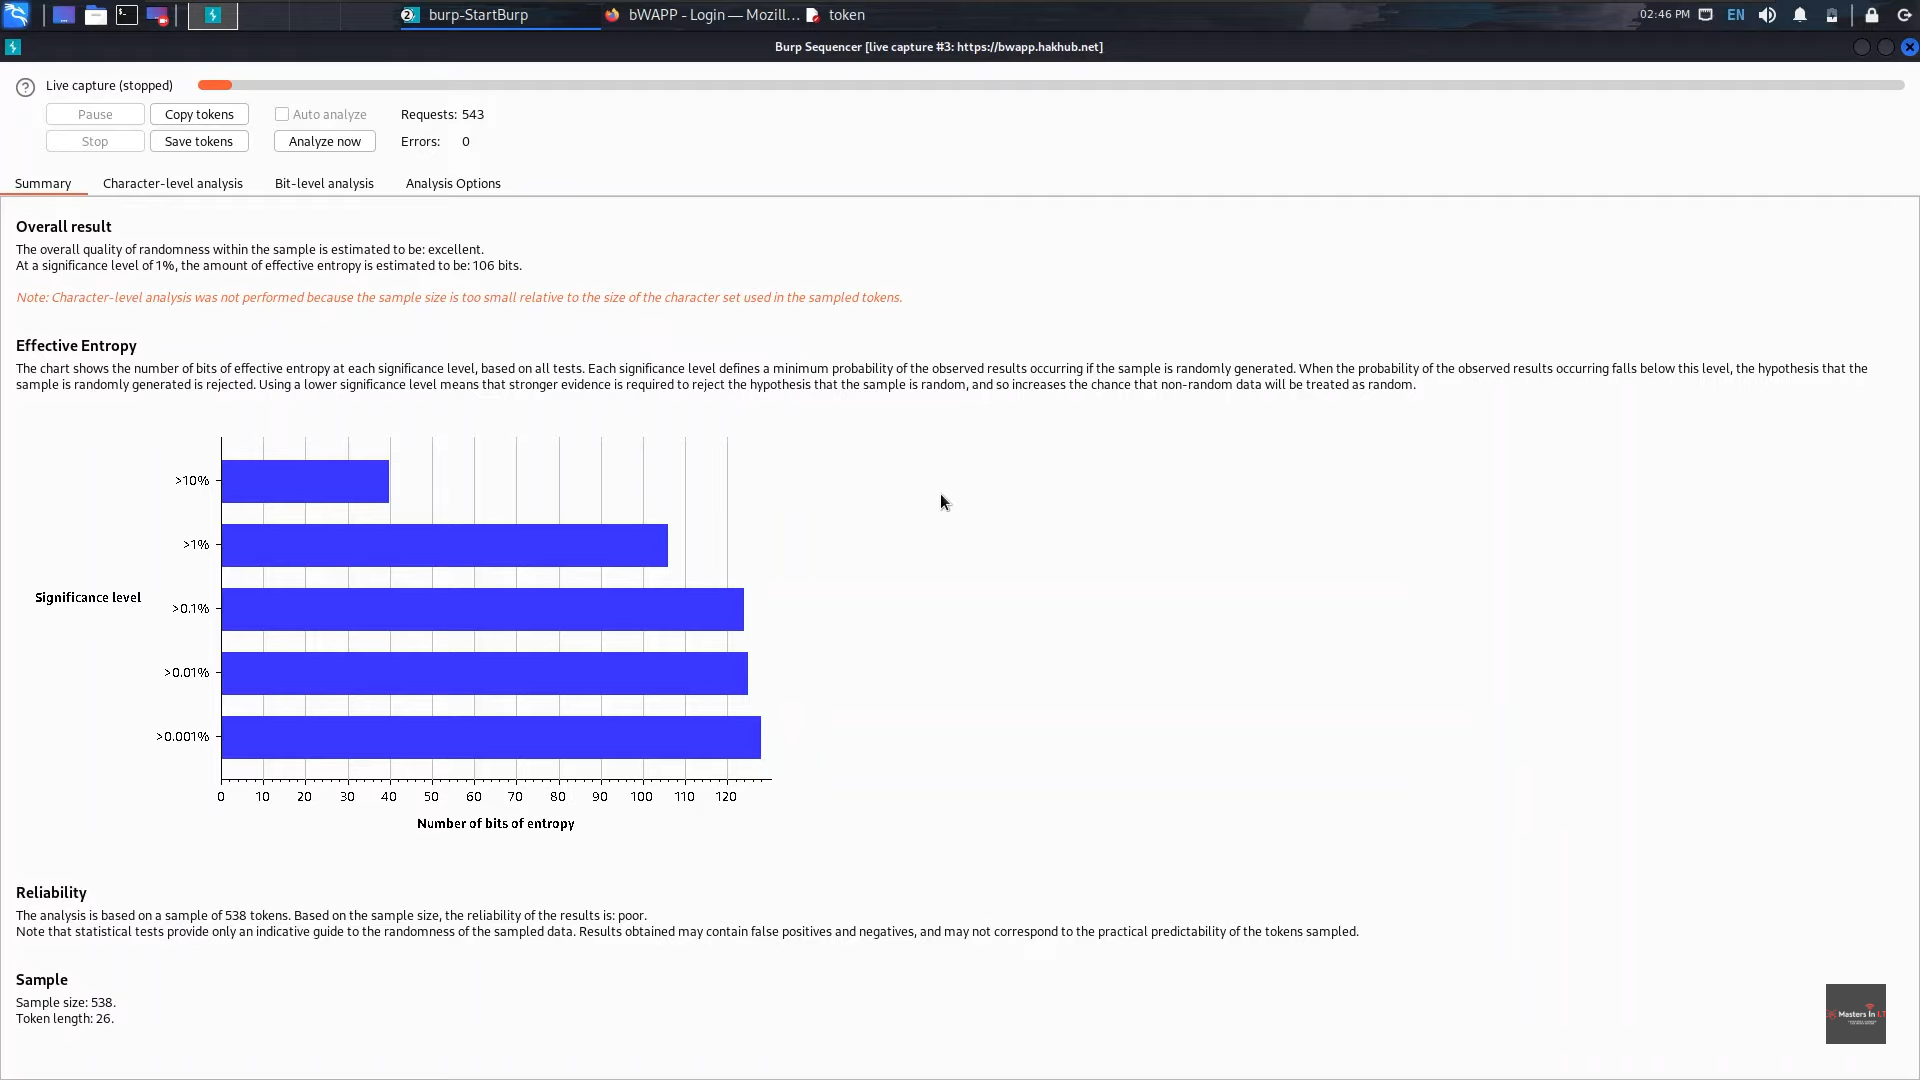 burp-StartBurp
bWAPP - Login — Mozill...
token
02:46 PM
EN
Burp Sequencer [live capture #3: https://bwapp.hakhub.net]
Live capture (stopped)
Pause
Copy tokens
Auto analyze
Requests: 543
Stop
Save tokens
Analyze now
Errors: 0
Summary
Character-level analysis
Bit-level analysis
Analysis Options
Overall result
The overall quality of randomness within the sample is estimated to be: excellent.
At a significance level of 1%, the amount of effective entropy is estimated to be: 106 bits.
Note: Character-level analysis was not performed because the sample size is too small relative to the size of the character set used in the sampled tokens.
Effective Entropy
The chart shows the number of bits of effective entropy at each significance level, based on all tests. Each significance level defines a minimum probability of the observed results occurring if the sample is randomly generated. When the probability of the observed results occurring falls below this level, the hypothesis that the
sample is randomly generated is rejected. Using a lower significance level means that stronger evidence is required to reject the hypothesis that the sample is random, and so increases the chance that non-random data will be treated as random.
>10%
>1%
Significance level
>0.1%
>0.01%
>0.001%
0 10 20 30 40 50 60 70 80 90 100 110 120
Number of bits of entropy
Reliability
The analysis is based on a sample of 538 tokens. Based on the sample size, the reliability of the results is: poor.
Note that statistical tests provide only an indicative guide to the randomness of the sampled data. Results obtained may contain false positives and negatives, and may not correspond to the practical predictability of the tokens sampled.
Sample
Sample size: 538.
Token length: 26.
Masters In I.T